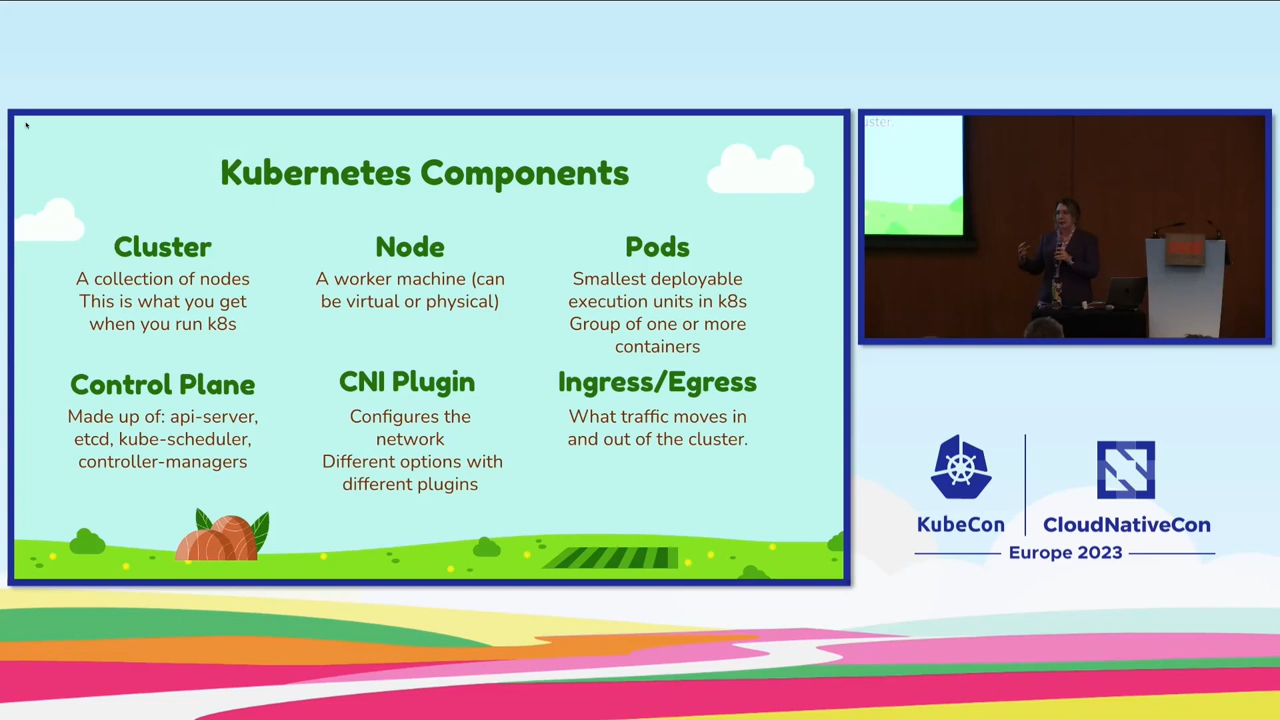 Kubernetes Components
Cluster
A collection of nodes
This is what you get
when you run k8s
Node
A worker machine (can
be virtual or physical)
Pods
Smallest deployable
execution units in k8s
Group of one or more
containers
Control Plane
Made up of: api-server,
etcd, kube-scheduler,
controller-managers
CNI Plugin
Configures the
network
Different options with
different plugins
Ingress/Egress
What traffic moves in
and out of the cluster.
uster.
KubeCon
CloudNativeCon
Europe 2023